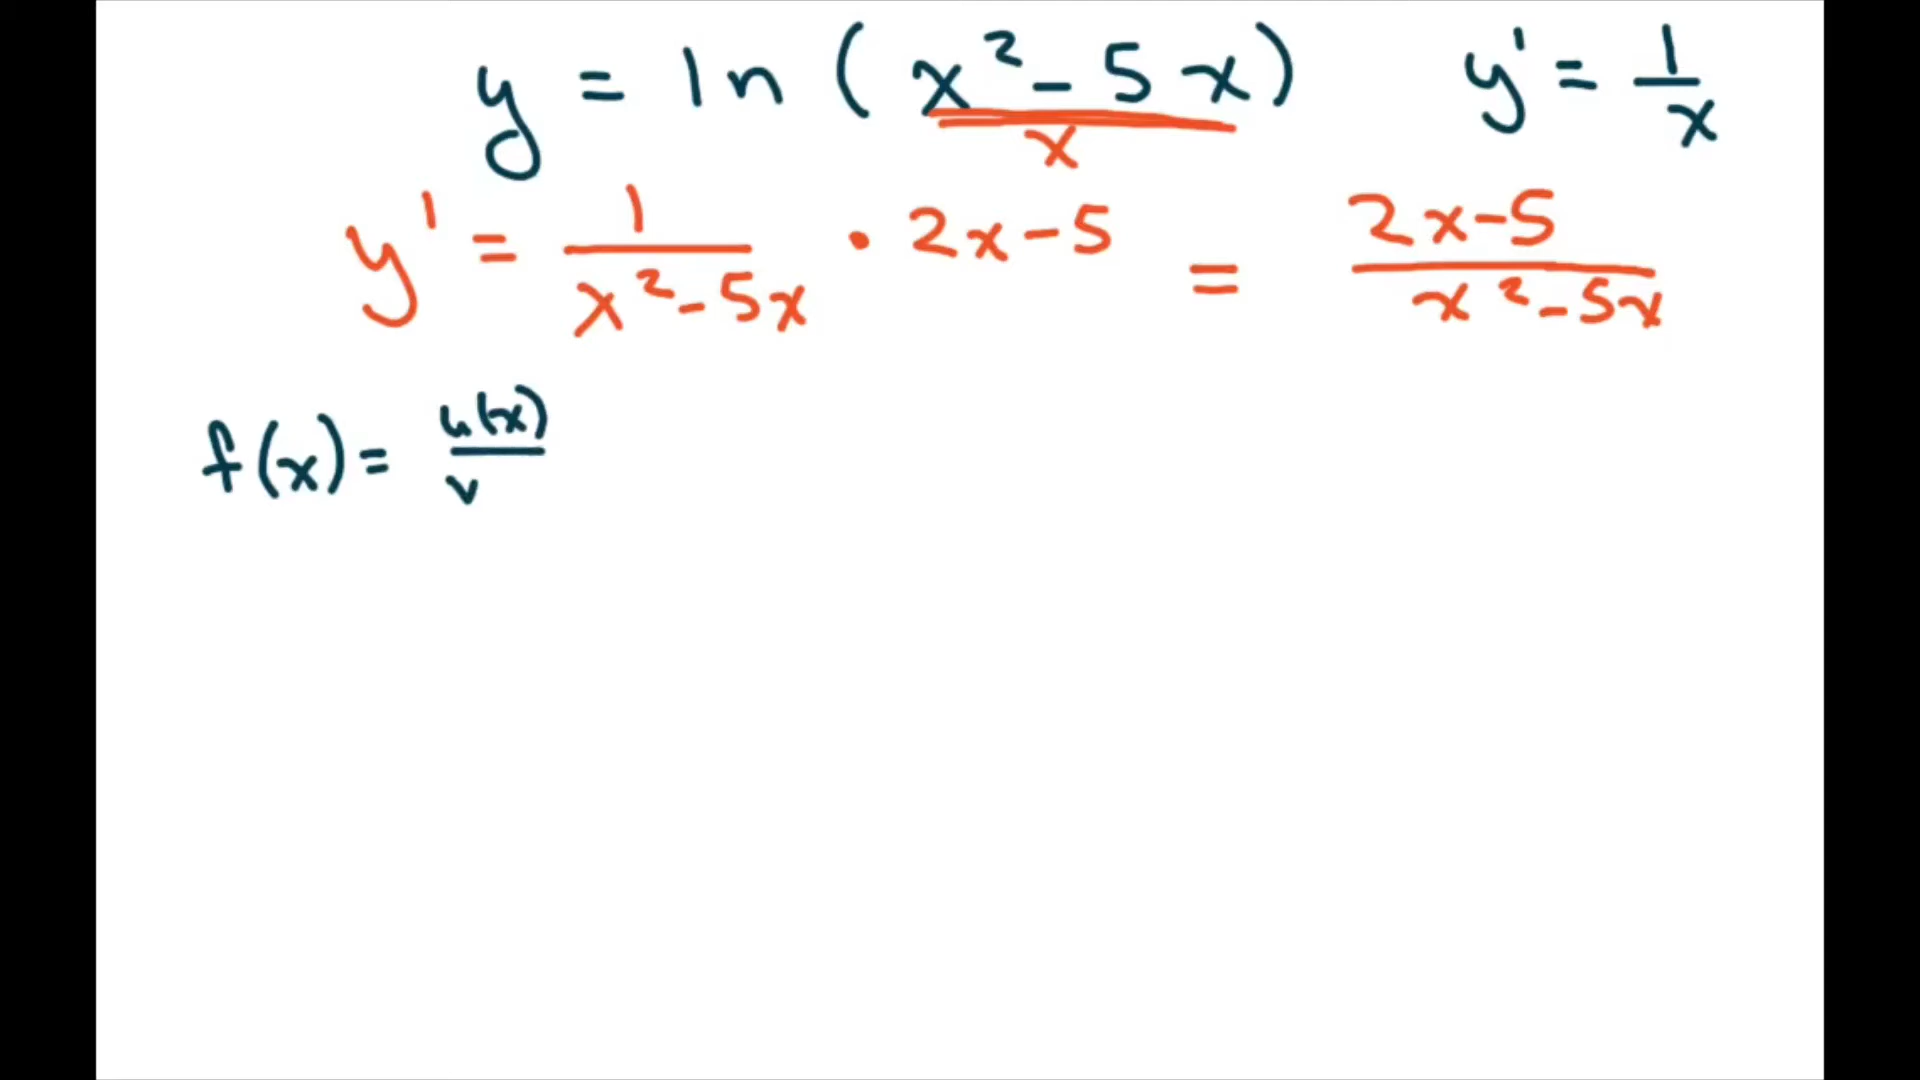 y = ln ( x² - 5x ) y' = 1/x
x
y' = 1/(x² - 5x) · 2x - 5 = (2x - 5)/(x² - 5x)
f(x) = u(x)/v